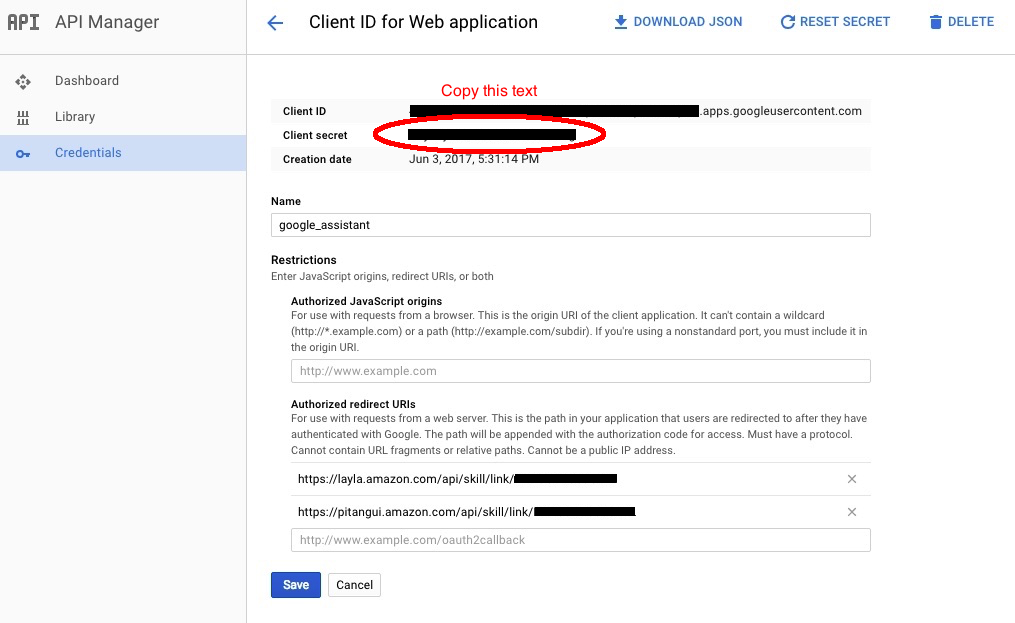 API API Manager
Client ID for Web application
DOWNLOAD JSON
RESET SECRET
DELETE
Dashboard
Library
Credentials
Copy this text
Client ID .apps.googleusercontent.com
Client secret
Creation date Jun 3, 2017, 5:31:14 PM
Name
google_assistant
Restrictions
Enter JavaScript origins, redirect URIs, or both
Authorized JavaScript origins
For use with requests from a browser. This is the origin URI of the client application. It can't contain a wildcard
(http://*.example.com) or a path (http://example.com/subdir). If you're using a nonstandard port, you must include it in
the origin URI.
http://www.example.com
Authorized redirect URIs
For use with requests from a web server. This is the path in your application that users are redirected to after they have
authenticated with Google. The path will be appended with the authorization code for access. Must have a protocol.
Cannot contain URL fragments or relative paths. Cannot be a public IP address.
https://layla.amazon.com/api/skill/link/
https://pitangui.amazon.com/api/skill/link/
http://www.example.com/oauth2callback
Save Cancel